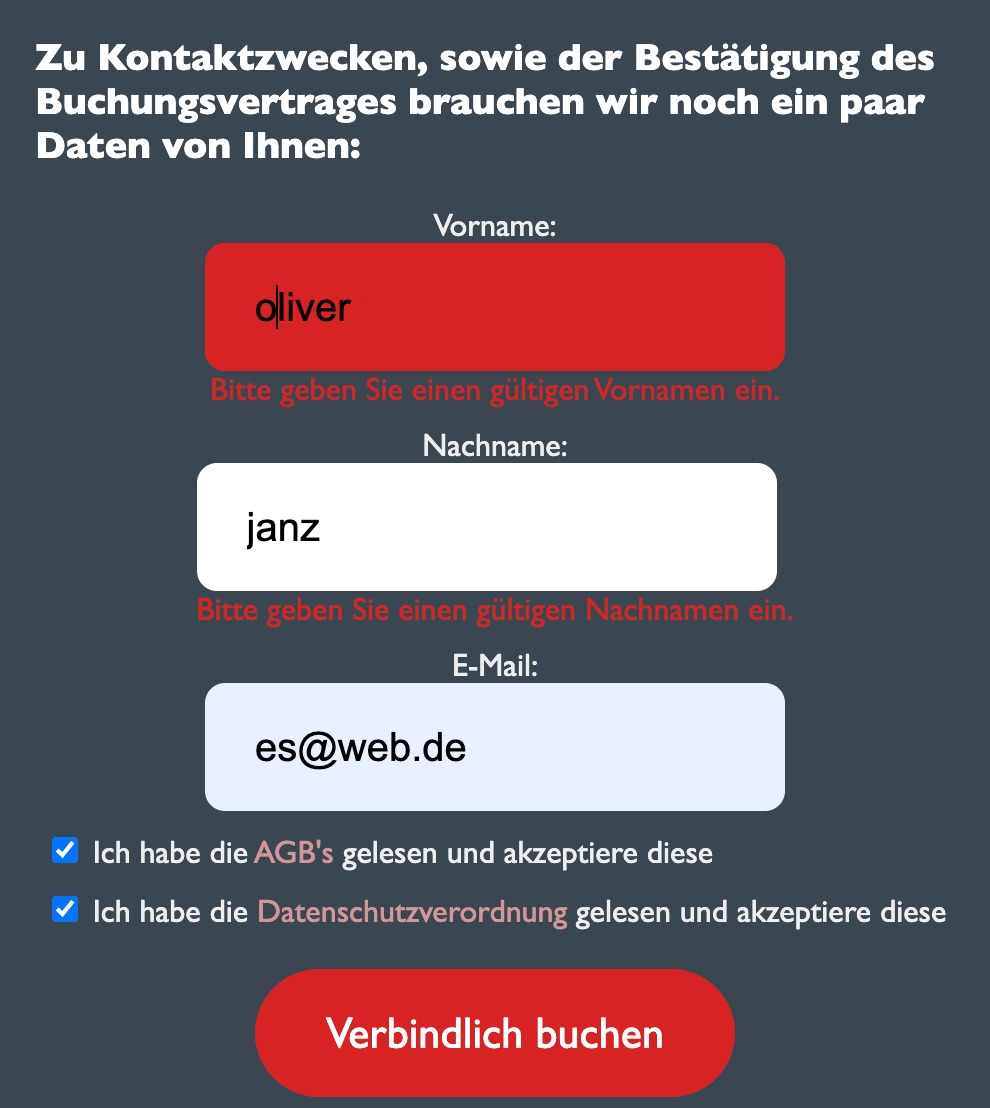 Zu Kontaktzwecken, sowie der Bestätigung des
Buchungsvertrages brauchen wir noch ein paar
Daten von Ihnen:
Vorname:
oliver
Bitte geben Sie einen gültigen Vornamen ein.
Nachname:
janz
Bitte geben Sie einen gültigen Nachnamen ein.
E-Mail:
es@web.de
Ich habe die AGB's gelesen und akzeptiere diese
Ich habe die Datenschutzverordnung gelesen und akzeptiere diese
Verbindlich buchen